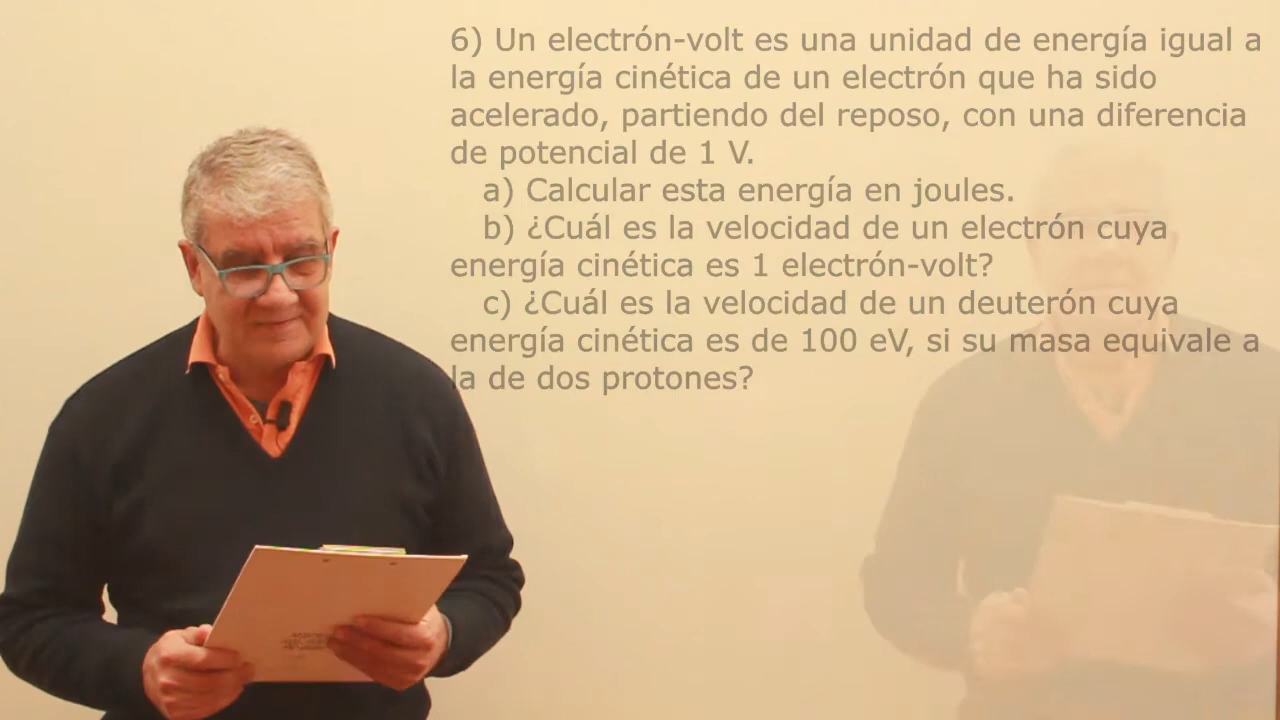 6) Un electrón-volt es una unidad de energía igual a
la energía cinética de un electrón que ha sido
acelerado, partiendo del reposo, con una diferencia
de potencial de 1 V.
a) Calcular esta energía en joules.
b) ¿Cuál es la velocidad de un electrón cuya
energía cinética es 1 electrón-volt?
c) ¿Cuál es la velocidad de un deuterón cuya
energía cinética es de 100 eV, si su masa equivale a
la de dos protones?